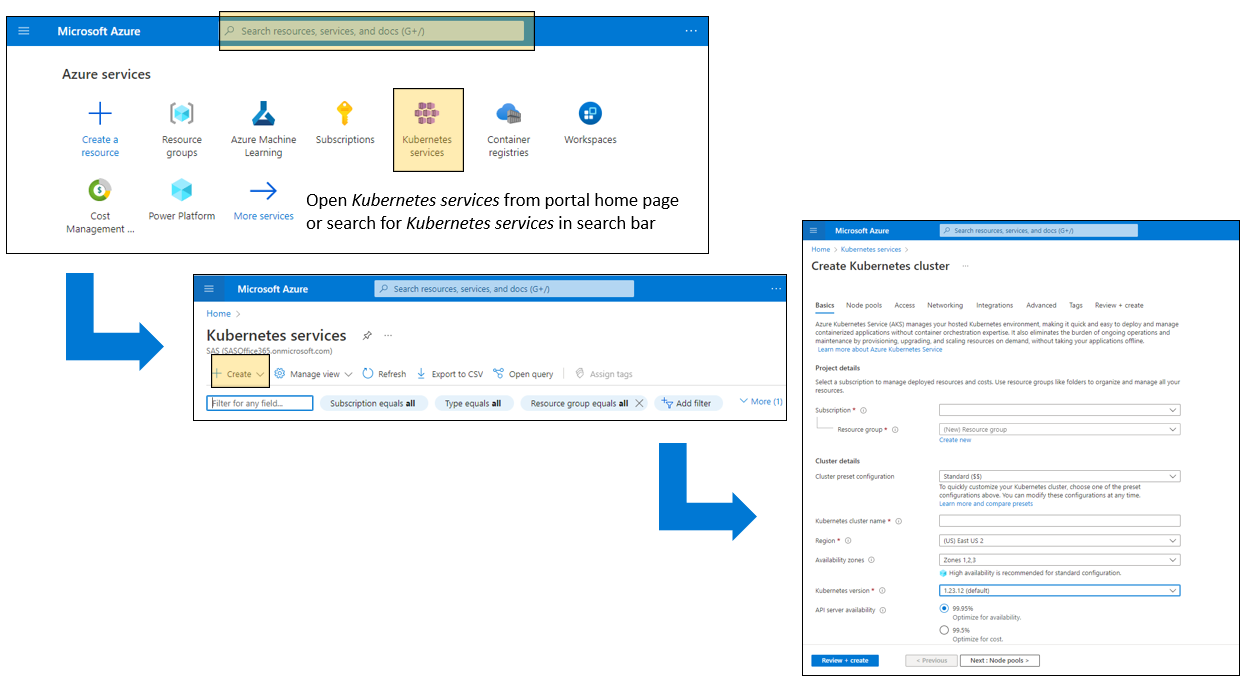 Microsoft Azure
Search resources, services, and docs (G+/)
...
Azure services
Create a
resource
Resource
groups
Azure Machine
Learning
Subscriptions
Kubernetes
services
Container
registries
Workspaces
Cost
Management ...
Power Platform
More services
Open Kubernetes services from portal home page
or search for Kubernetes services in search bar
Microsoft Azure
Search resources, services, and docs (G+/)
...
Home >
Kubernetes services
...
SAS (SASOffice365.onmicrosoft.com)
Create
Manage view
Refresh
Export to CSV
Open query
Assign tags
Filter for any field...
Subscription equals all
Type equals all
Resource group equals all
Add filter
More (1)
Microsoft Azure
Search resources, services, and docs (G+/)
Home > Kubernetes services >
Create Kubernetes cluster
...
Basics Node pools Access Networking Integrations Advanced Tags Review + create
Azure Kubernetes Service (AKS) manages your hosted Kubernetes environment, making it quick and easy to deploy and manage
containerized applications without container orchestration expertise. It also eliminates the burden of ongoing operations and
maintenance by provisioning, upgrading, and scaling resources on demand, without taking your applications offline.
Learn more about Azure Kubernetes Service
Project details
Select a subscription to manage deployed resources and costs. Use resource groups like folders to organize and manage all your
resources.
Subscription *
Resource group *
(New) Resource group
Create new
Cluster details
Cluster preset configuration
Standard ($$)
To quickly customize your Kubernetes cluster, choose one of the preset
configurations above. You can modify these configurations at any time.
Learn more and compare presets
Kubernetes cluster name *
Region *
(US) East US 2
Availability zones
Zones 1,2,3
High availability is recommended for standard configuration.
Kubernetes version *
1.23.12 (default)
API server availability
99.95%
Optimize for availability.
99.5%
Optimize for cost.
Review + create
< Previous
Next : Node pools >